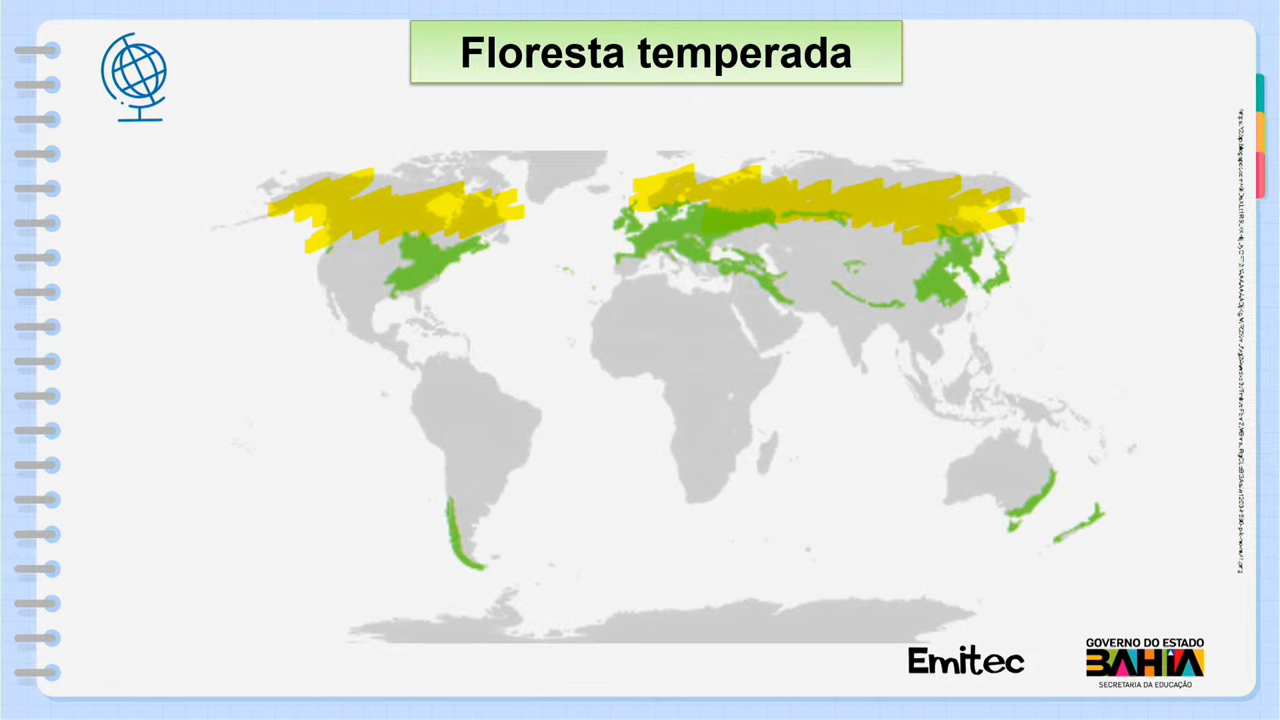 Floresta temperada
Emitec
GOVERNO DO ESTADO
BAHIA
SECRETARIA DA EDUCAÇÃO